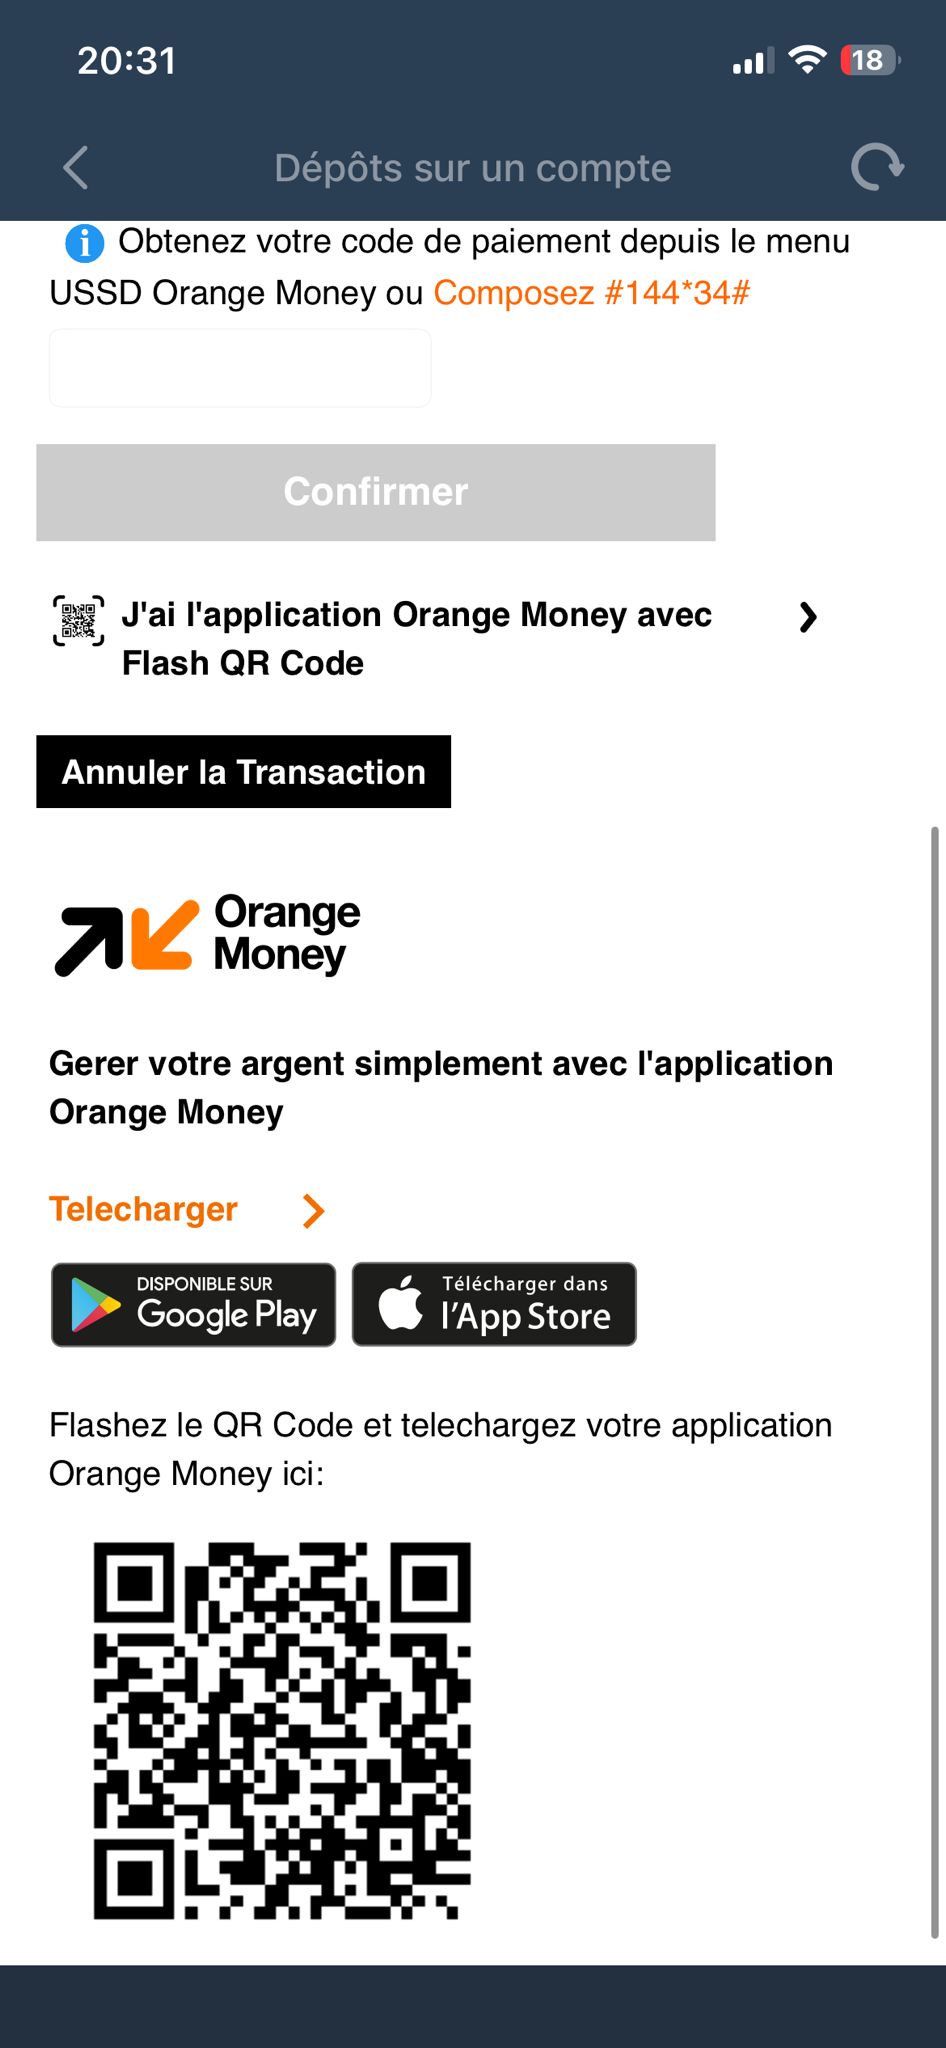 20:31
18
Dépôts sur un compte
Obtenez votre code de paiement depuis le menu
USSD Orange Money ou Composez #144*34#
Confirmer
J'ai l'application Orange Money avec
Flash QR Code
Annuler la Transaction
Orange
Money
Gerer votre argent simplement avec l'application
Orange Money
Telecharger
DISPONIBLE SUR
Google Play
Télécharger dans
l'App Store
Flashez le QR Code et telechargez votre application
Orange Money ici: